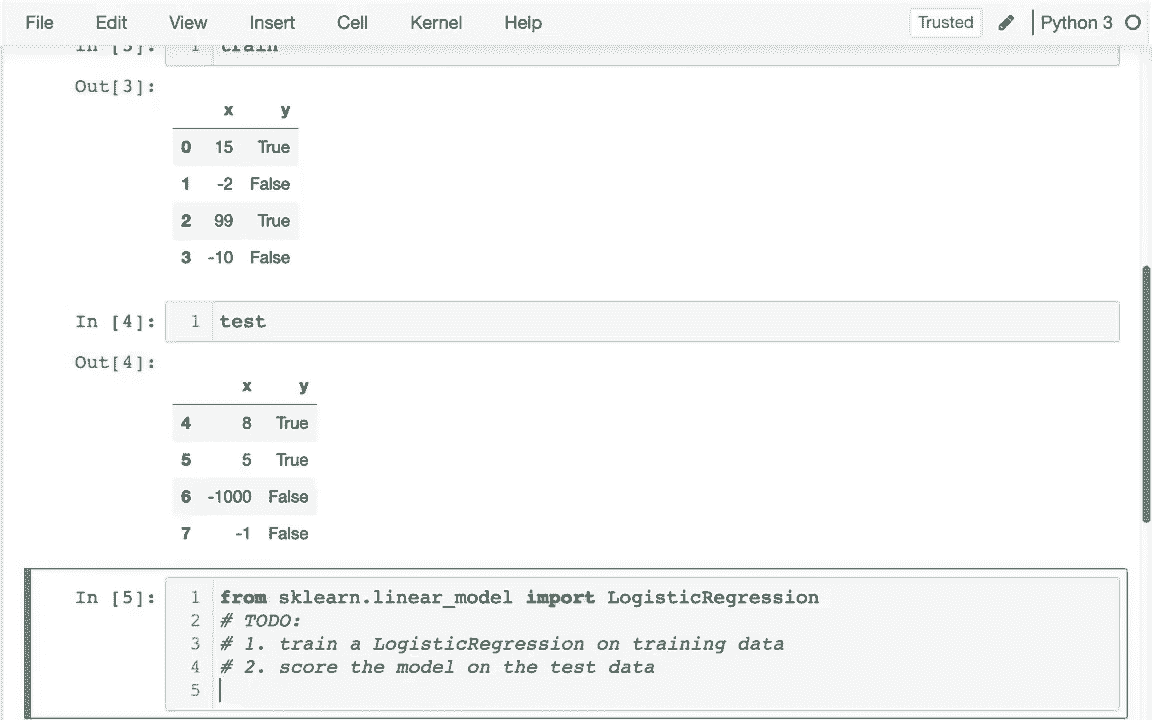 File Edit View Insert Cell Kernel Help Trusted Python 3
In [3]: 1 train
Out[3]:
x y
0 15 True
1 -2 False
2 99 True
3 -10 False
In [4]: 1 test
Out[4]:
x y
4 8 True
5 5 True
6 -1000 False
7 -1 False
In [5]: 1 from sklearn.linear_model import LogisticRegression
2 # TODO:
3 # 1. train a LogisticRegression on training data
4 # 2. score the model on the test data
5